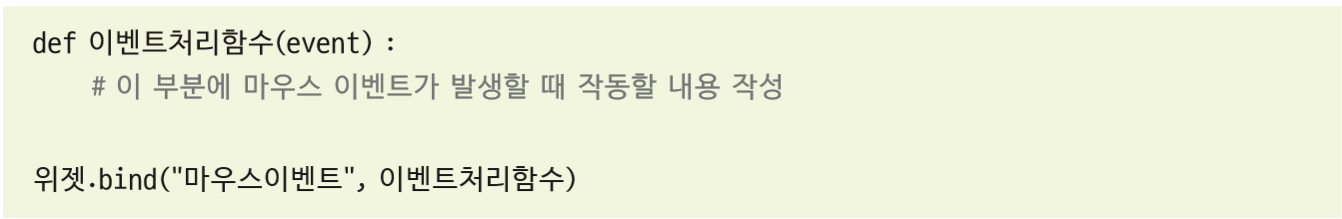 def 이벤트처리함수(event) :
# 이 부분에 마우스 이벤트가 발생할 때 작동할 내용 작성
위젯.bind("마우스이벤트", 이벤트처리함수)